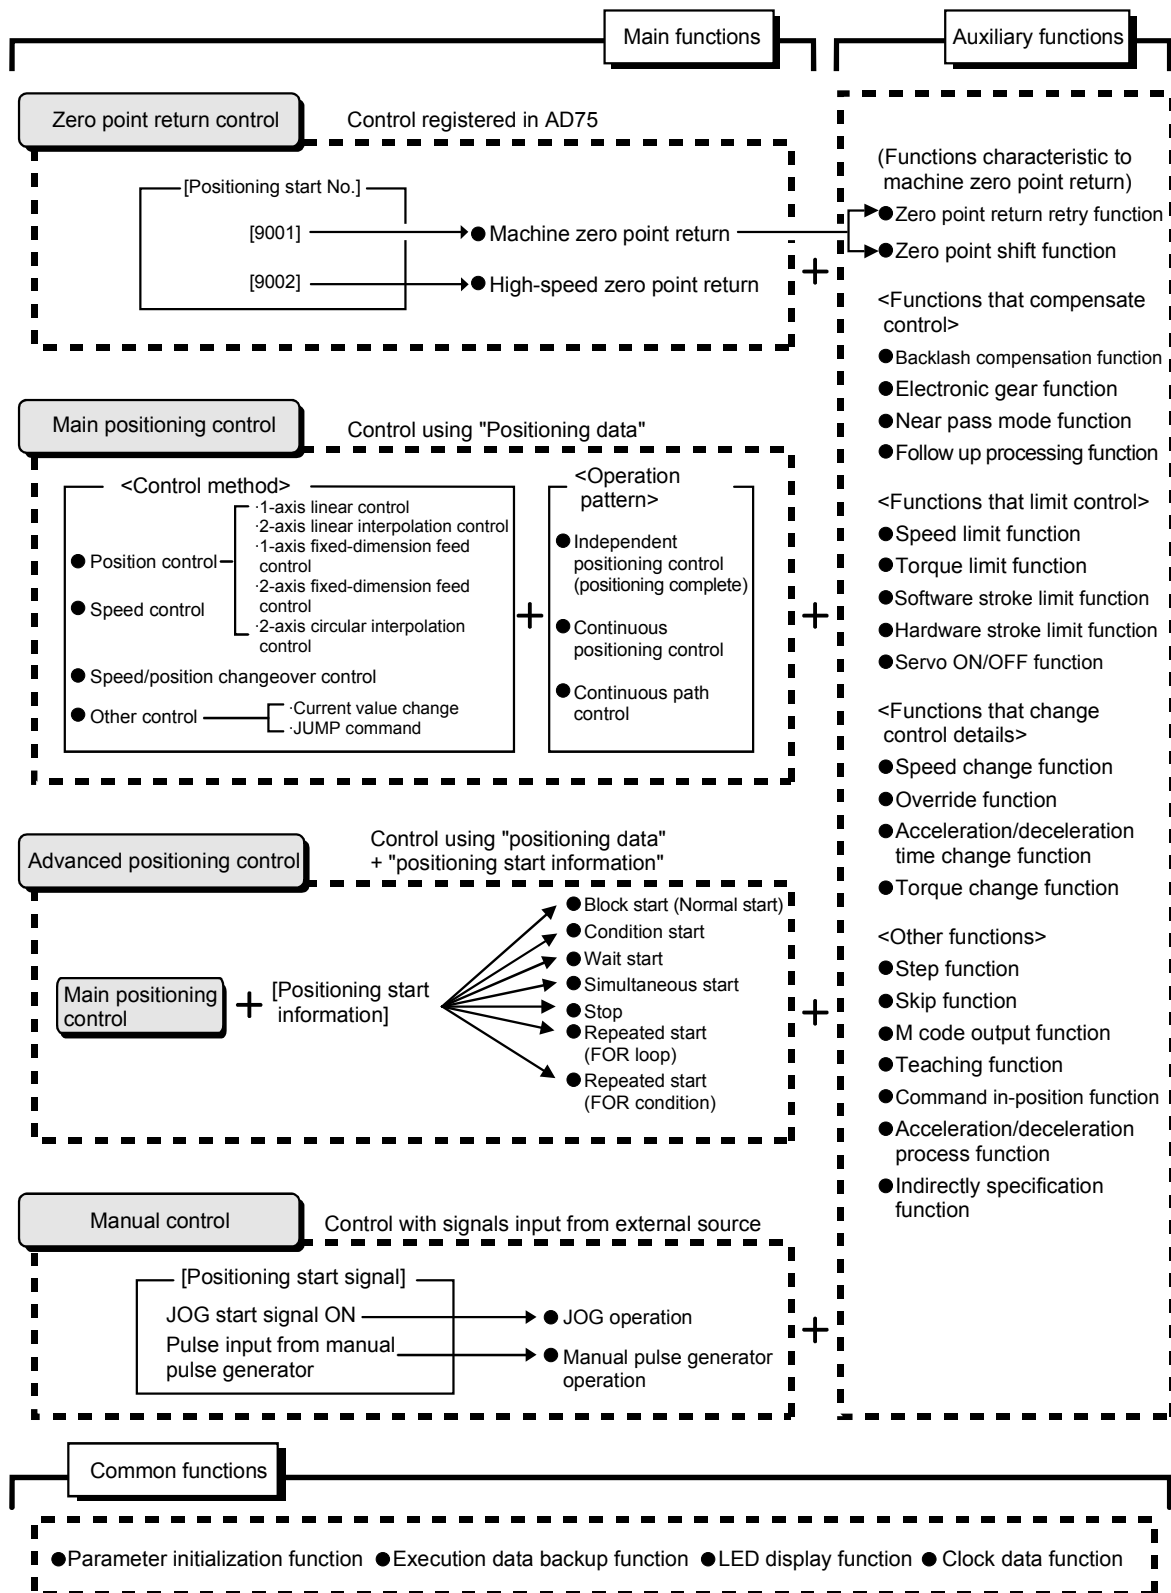 Main functions
Auxiliary functions
Zero point return control
Control registered in AD75
[Positioning start No.]
[9001]
● Machine zero point return
[9002]
● High-speed zero point return
+
Main positioning control
Control using "Positioning data"
<Control method>
● Position control
·1-axis linear control
·2-axis linear interpolation control
·1-axis fixed-dimension feed
control
·2-axis fixed-dimension feed
control
·2-axis circular interpolation
control
● Speed control
● Speed/position changeover control
● Other control
·Current value change
·JUMP command
+
<Operation
pattern>
● Independent
positioning control
(positioning complete)
● Continuous
positioning control
● Continuous path
control
+
Advanced positioning control
Control using "positioning data"
+ "positioning start information"
Main positioning
control
+
[Positioning start
information]
● Block start (Normal start)
● Condition start
● Wait start
● Simultaneous start
● Stop
● Repeated start
(FOR loop)
● Repeated start
(FOR condition)
+
Manual control
Control with signals input from external source
[Positioning start signal]
JOG start signal ON
● JOG operation
Pulse input from manual
pulse generator
● Manual pulse generator
operation
+
(Functions characteristic to
machine zero point return)
● Zero point return retry function
● Zero point shift function
<Functions that compensate
control>
● Backlash compensation function
● Electronic gear function
● Near pass mode function
● Follow up processing function
<Functions that limit control>
● Speed limit function
● Torque limit function
● Software stroke limit function
● Hardware stroke limit function
● Servo ON/OFF function
<Functions that change
control details>
● Speed change function
● Override function
● Acceleration/deceleration
time change function
● Torque change function
<Other functions>
● Step function
● Skip function
● M code output function
● Teaching function
● Command in-position function
● Acceleration/deceleration
process function
● Indirectly specification
function
Common functions
● Parameter initialization function ● Execution data backup function ● LED display function ● Clock data function